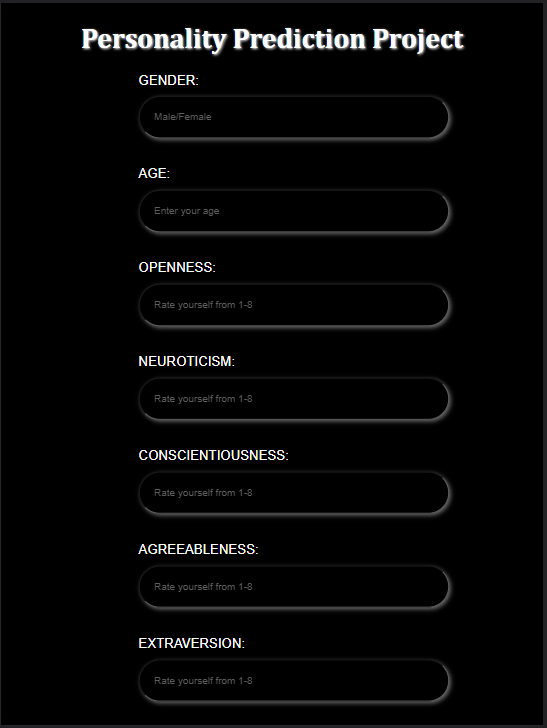 Personality Prediction Project
GENDER:
Male/Female
AGE:
Enter your age
OPENNESS:
Rate yourself from 1-8
NEUROTICISM:
Rate yourself from 1-8
CONSCIENTIOUSNESS:
Rate yourself from 1-8
AGREEABLENESS:
Rate yourself from 1-8
EXTRAVERSION:
Rate yourself from 1-8